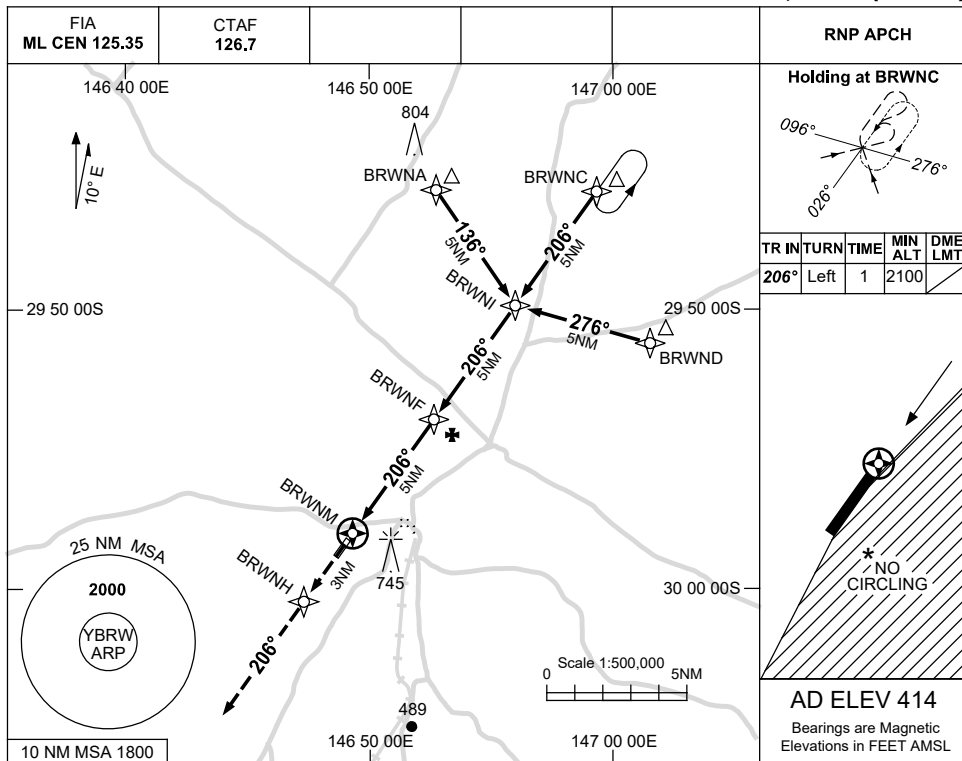 FIA
ML CEN 125.35
CTAF
126.7
RNP APCH
146 40 00E
146 50 00E
147 00 00E
Holding at BRWNC
096°
276°
026°
804
10° E
BRWNA
BRWNC
136°
5NM
206°
5NM
TR IN TURN TIME MIN ALT DME LMT
206° Left 1 2100
BRWNI
29 50 00S
29 50 00S
276°
5NM
BRWND
206°
5NM
BRWNF
206°
5NM
BRWNM
25 NM MSA
2000
YBRW
ARP
3NM
745
BRWNH
30 00 00S
* NO
CIRCLING
206°
Scale 1:500,000
0 5NM
489
AD ELEV 414
Bearings are Magnetic
Elevations in FEET AMSL
10 NM MSA 1800
146 50 00E
147 00 00E